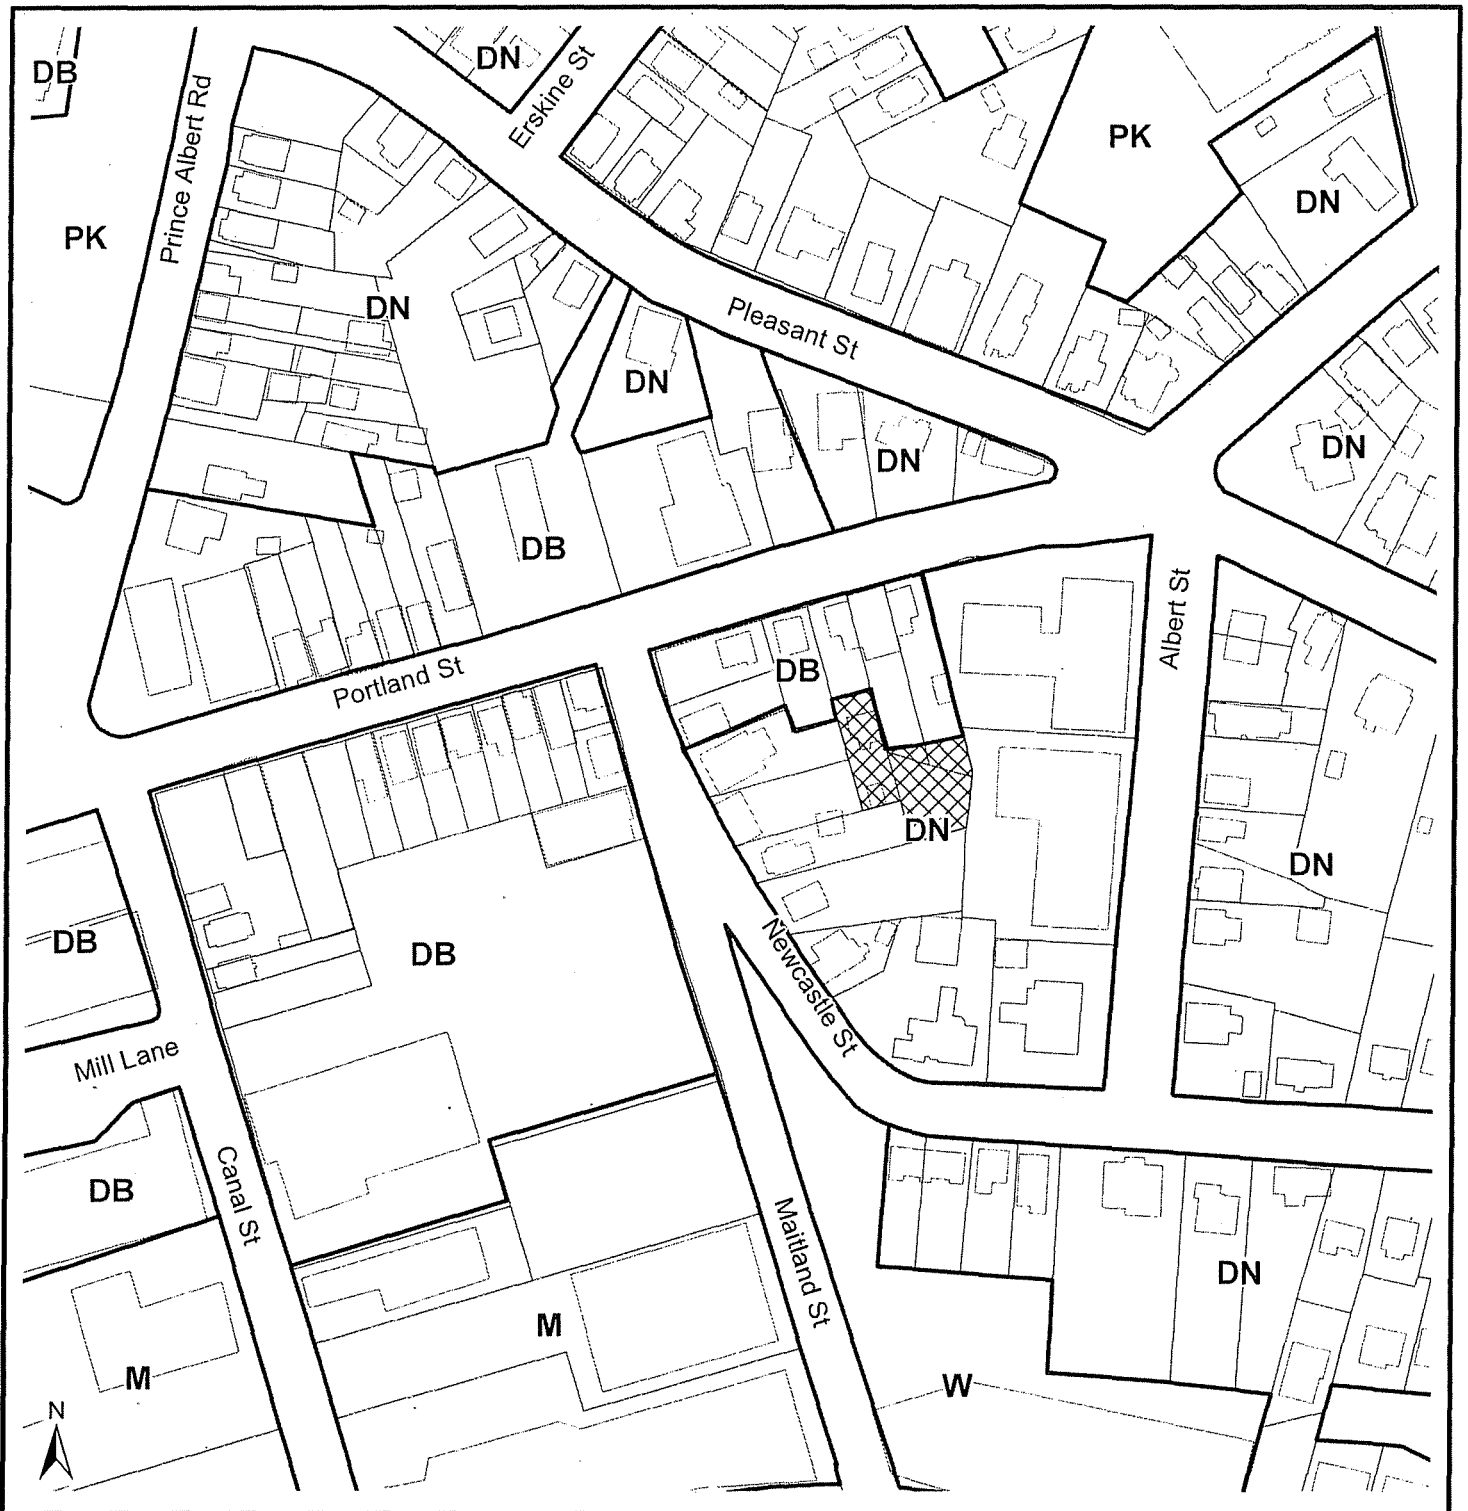 DB
DN
Erskine St
Prince Albert Rd
PK
DN
PK
DN
Pleasant St
DN
DN
DN
DN
DB
Albert St
DB
Portland St
DN
DN
DB
DB
Newcastle St
Mill Lane
DB
Canal St
Maitland St
DN
M
M
W
N